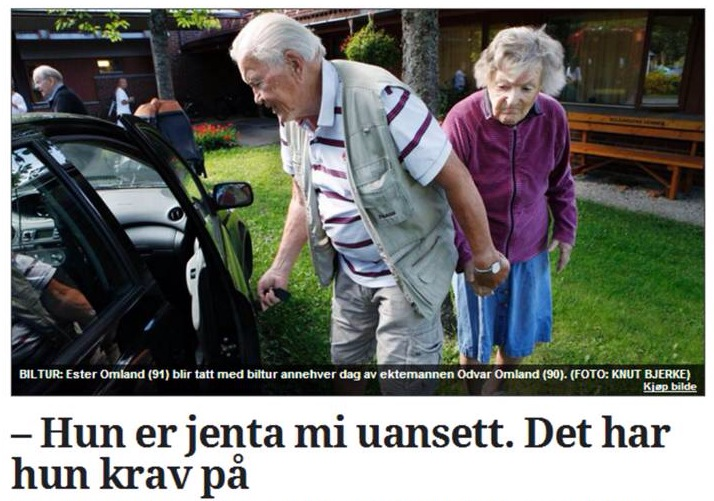 BILTUR: Ester Omland (91) blir tatt med biltur annehver dag av ektemannen Odvar Omland (90). (FOTO: KNUT BJERKE)
Kjøp bilde
– Hun er jenta mi uansett. Det har
hun krav på